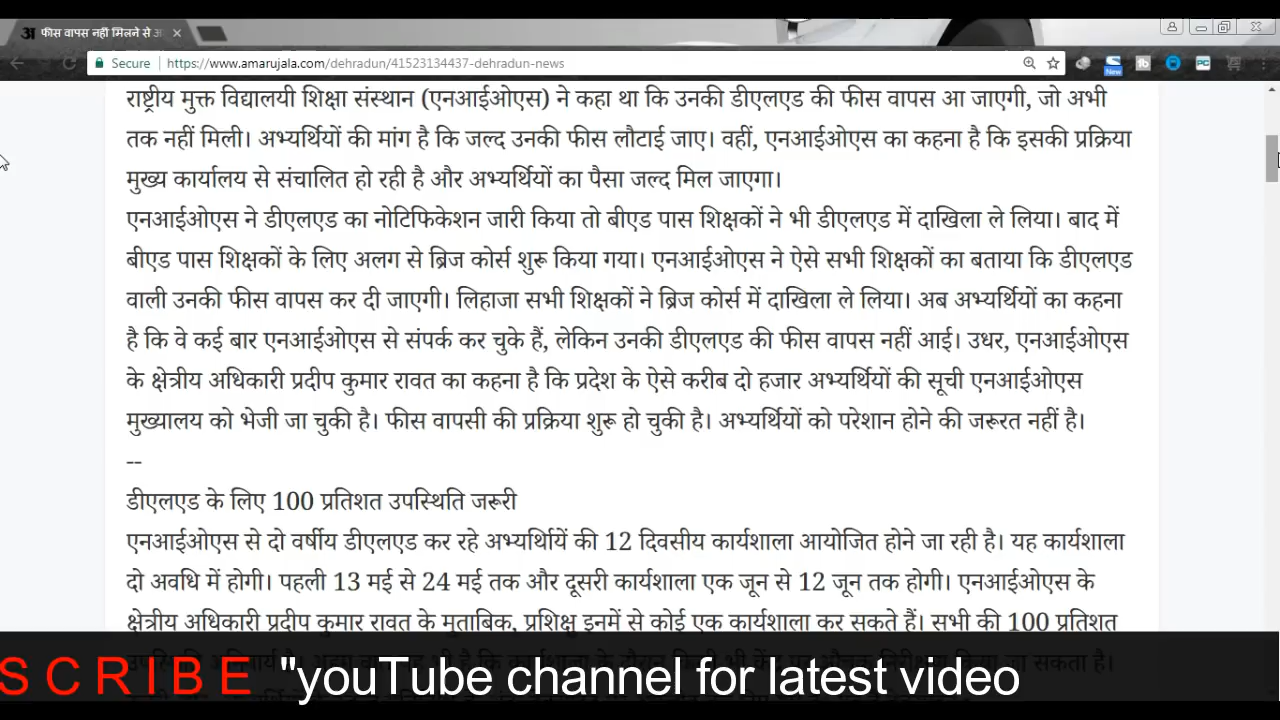 फीस वापस नहीं मिलने से अ
Secure https://www.amarujala.com/dehradun/41523134437-dehradun-news
New
राष्ट्रीय मुक्त विद्यालयी शिक्षा संस्थान (एनआईओएस) ने कहा था कि उनकी डीएलएड की फीस वापस आ जाएगी, जो अभी
तक नहीं मिली। अभ्यर्थियों की मांग है कि जल्द उनकी फीस लौटाई जाए। वहीं, एनआईओएस का कहना है कि इसकी प्रक्रिया
मुख्य कार्यालय से संचालित हो रही है और अभ्यर्थियों का पैसा जल्द मिल जाएगा।
एनआईओएस ने डीएलएड का नोटिफिकेशन जारी किया तो बीएड पास शिक्षकों ने भी डीएलएड में दाखिला ले लिया। बाद में
बीएड पास शिक्षकों के लिए अलग से ब्रिज कोर्स शुरू किया गया। एनआईओएस ने ऐसे सभी शिक्षकों का बताया कि डीएलएड
वाली उनकी फीस वापस कर दी जाएगी। लिहाजा सभी शिक्षकों ने ब्रिज कोर्स में दाखिला ले लिया। अब अभ्यर्थियों का कहना
है कि वे कई बार एनआईओएस से संपर्क कर चुके हैं, लेकिन उनकी डीएलएड की फीस वापस नहीं आई। उधर, एनआईओएस
के क्षेत्रीय अधिकारी प्रदीप कुमार रावत का कहना है कि प्रदेश के ऐसे करीब दो हजार अभ्यर्थियों की सूची एनआईओएस
मुख्यालय को भेजी जा चुकी है। फीस वापसी की प्रक्रिया शुरू हो चुकी है। अभ्यर्थियों को परेशान होने की जरूरत नहीं है।
--
डीएलएड के लिए 100 प्रतिशत उपस्थिति जरूरी
एनआईओएस से दो वर्षीय डीएलएड कर रहे अभ्यर्थियों की 12 दिवसीय कार्यशाला आयोजित होने जा रही है। यह कार्यशाला
दो अवधि में होगी। पहली 13 मई से 24 मई तक और दूसरी कार्यशाला एक जून से 12 जून तक होगी। एनआईओएस के
क्षेत्रीय अधिकारी प्रदीप कुमार रावत के मुताबिक, प्रशिक्षु इनमें से कोई एक कार्यशाला कर सकते हैं। सभी की 100 प्रतिशत
SCRIBE "youTube channel for latest video